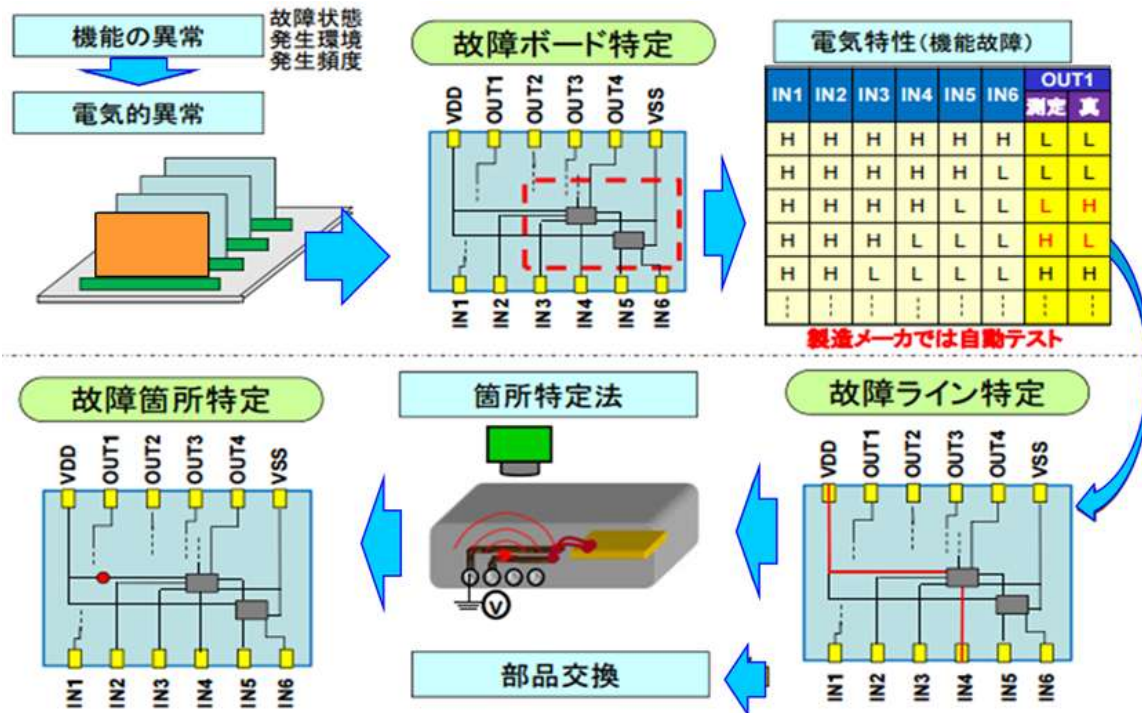 機能の異常
故障状態
発生環境
発生頻度
電気的異常
故障ボード特定
VDD OUT1 OUT2 OUT3 OUT4 VSS
IN1 IN2 IN3 IN4 IN5 IN6
電気特性(機能故障)
IN1 IN2 IN3 IN4 IN5 IN6 OUT1
測定 真
H H H H H H L L
H H H H H L L L
H H H H L L L H
H H H L L L H L
H H L L L L H H
製造メーカでは自動テスト
故障箇所特定
VDD OUT1 OUT2 OUT3 OUT4 VSS
IN1 IN2 IN3 IN4 IN5 IN6
箇所特定法
V
部品交換
故障ライン特定
VDD OUT1 OUT2 OUT3 OUT4 VSS
IN1 IN2 IN3 IN4 IN5 IN6